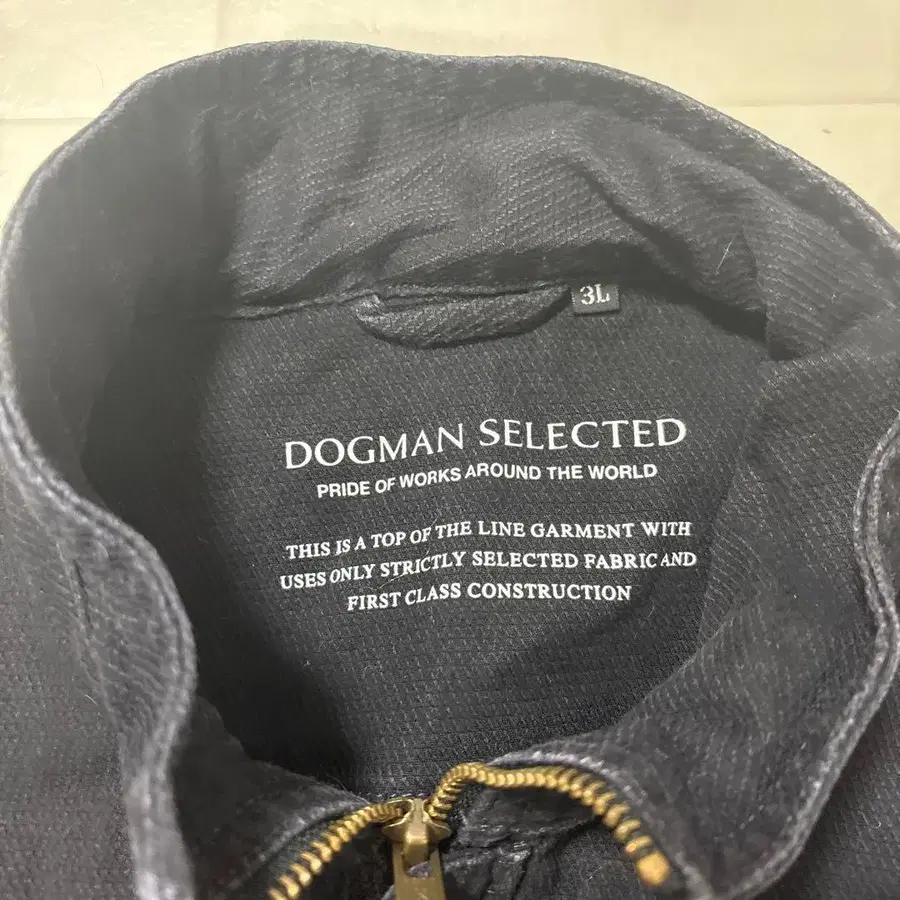 3L
DOGMAN SELECTED
PRIDE OF WORKS AROUND THE WORLD
THIS IS A TOP OF THE LINE GARMENT WITH
USES ONLY STRICTLY SELECTED FABRIC AND
FIRST CLASS CONSTRUCTION